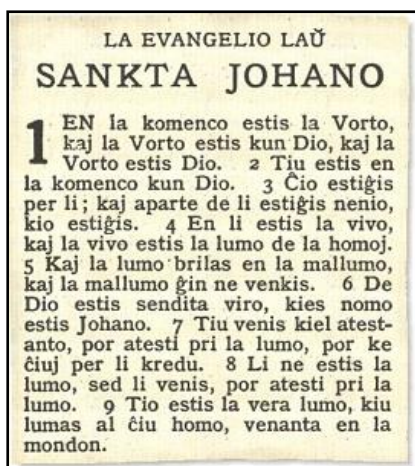 LA EVANGELIO LAŬ
SANKTA JOHANO
1 EN la komenco estis la Vorto,
kaj la Vorto estis kun Dio, kaj la
Vorto estis Dio. 2 Tiu estis en
la komenco kun Dio. 3 Ĉio estiĝis
per li; kaj aparte de li estiĝis nenio,
kio estiĝis. 4 En li estis la vivo,
kaj la vivo estis la lumo de la homoj.
5 Kaj la lumo brilas en la mallumo,
kaj la mallumo ĝin ne venkis. 6 De
Dio estis sendita viro, kies nomo
estis Johano. 7 Tiu venis kiel atest-
anto, por atesti pri la lumo, por ke
ĉiuj per li kredu. 8 Li ne estis la
lumo, sed li venis, por atesti pri la
lumo. 9 Tio estis la vera lumo, kiu
lumas al ĉiu homo, venanta en la
mondon.